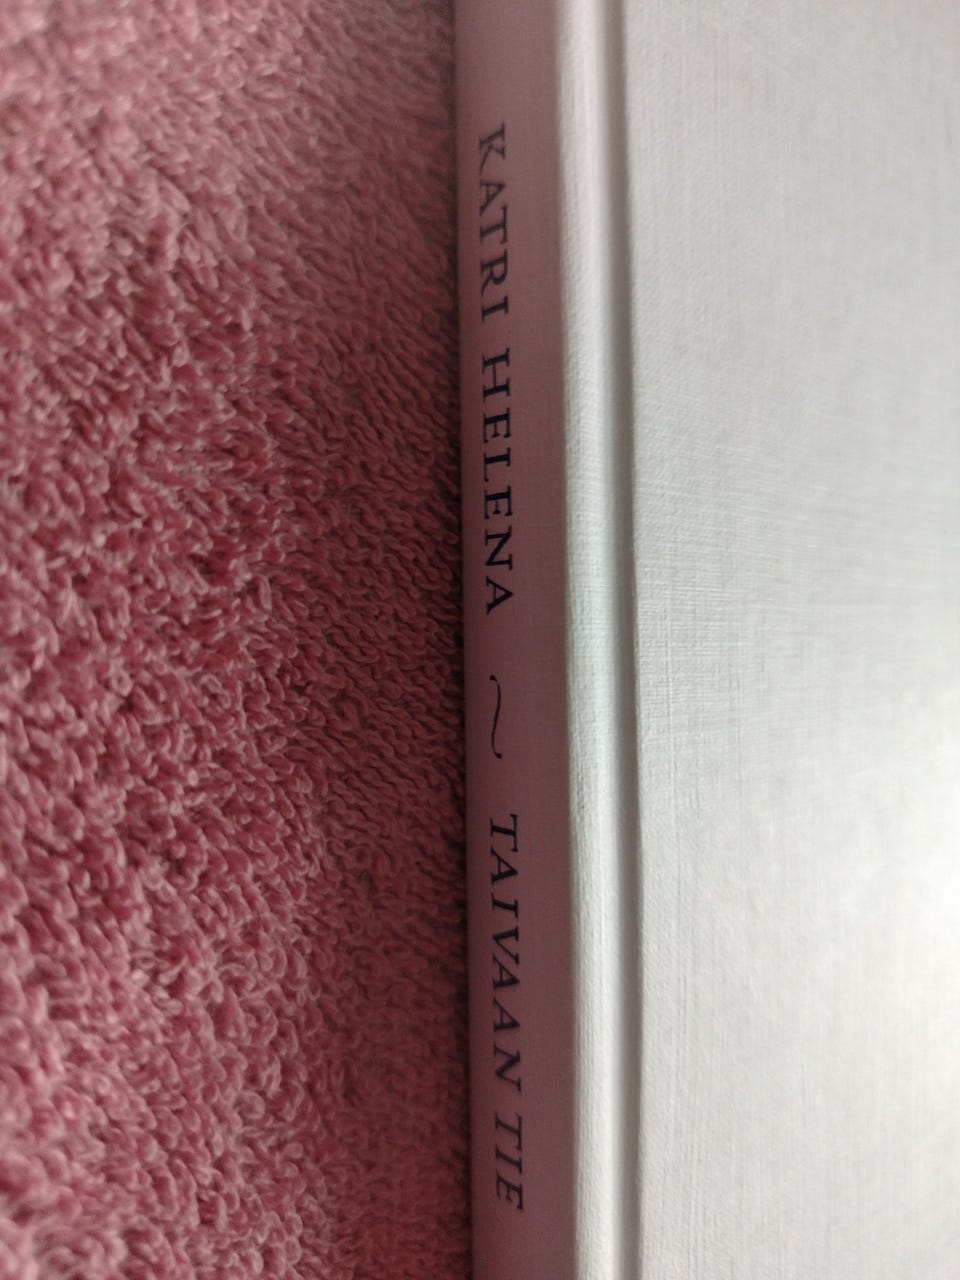 KATRI HELENA ~ TAIVAAN TIE